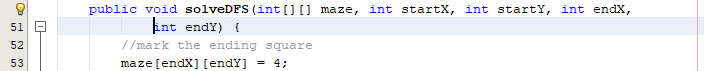 public void solveDFS(int[][] maze, int startX, int startY, int endX,
51 int endY) {
52 //mark the ending square
53 maze[endX][endY] = 4;